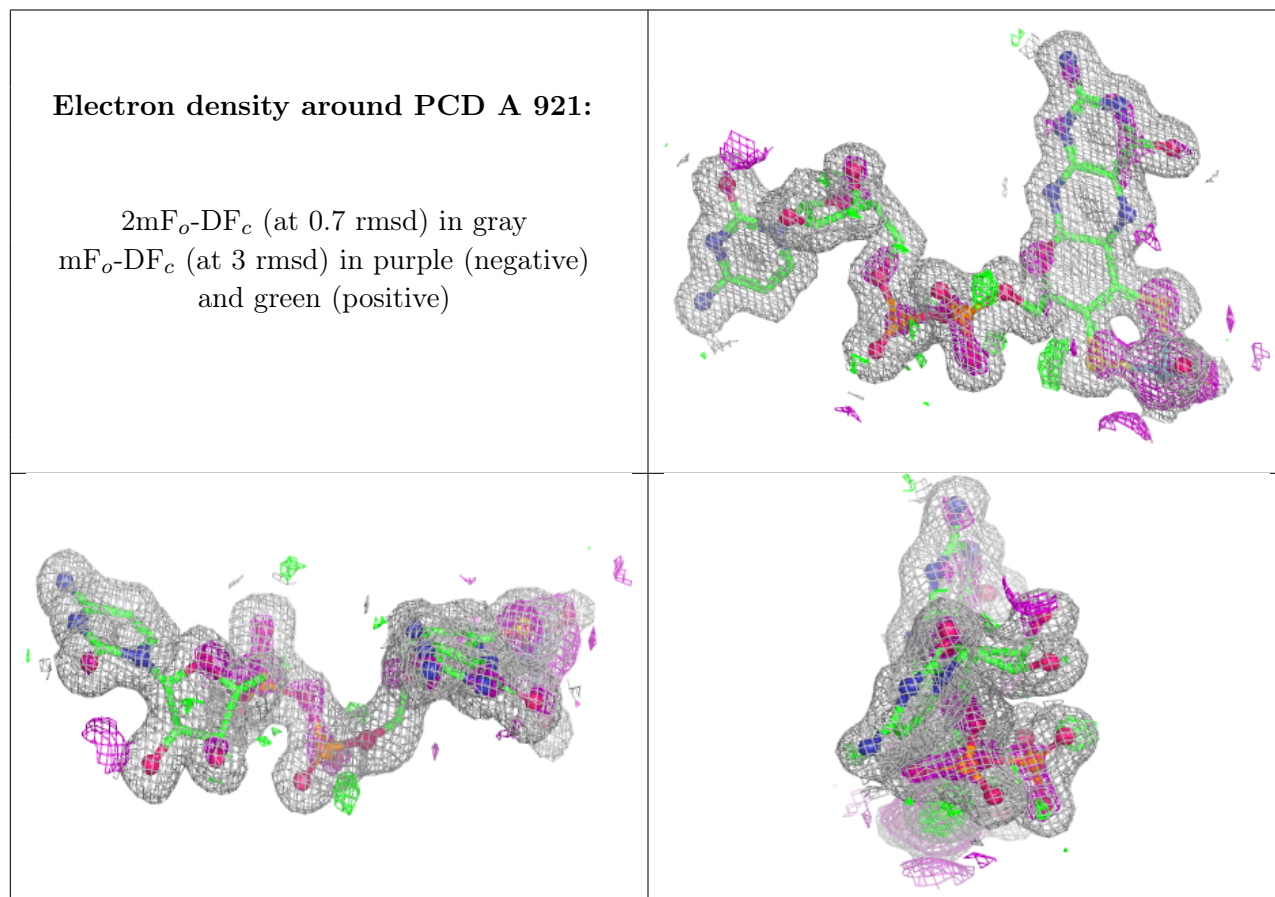 Electron density around PCD A 921:
2mFo-DFc (at 0.7 rmsd) in gray
mFo-DFc (at 3 rmsd) in purple (negative)
and green (positive)